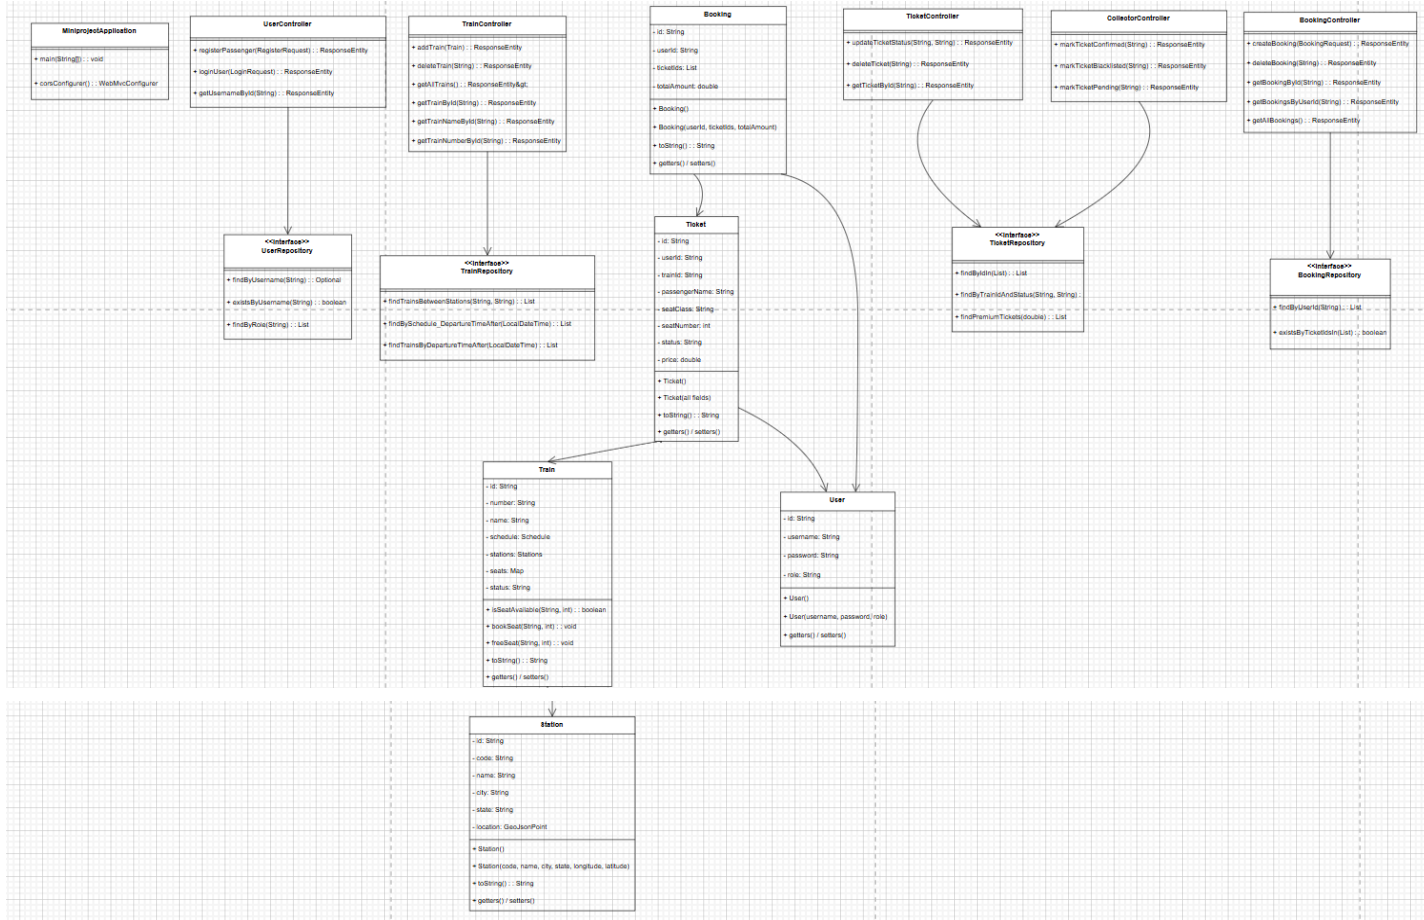 MiniprojectApplication
+ main(String[]) : : void
+ corsConfigurer() : : WebMvcConfigurer
UserController
+ registerPassenger(RegisterRequest) : : ResponseEntity
+ loginUser(LoginRequest) : : ResponseEntity
+ getUsernameById(String) : : ResponseEntity
TrainController
+ addTrain(Train) : : ResponseEntity
+ deleteTrain(String) : : ResponseEntity
+ getAllTrains() : : ResponseEntity&gt;
+ getTrainById(String) : : ResponseEntity
+ getTrainNameById(String) : : ResponseEntity
+ getTrainNumberById(String) : : ResponseEntity
Booking
- id: String
- userId: String
- ticketIds: List
- totalAmount: double
+ Booking()
+ Booking(userId, ticketIds, totalAmount)
+ toString() : : String
+ getters() / setters()
TicketController
+ updateTicketStatus(String, String) : : ResponseEntity
+ deleteTicket(String) : : ResponseEntity
+ getTicketById(String) : : ResponseEntity
CollectorController
+ markTicketConfirmed(String) : : ResponseEntity
+ markTicketBlacklisted(String) : : ResponseEntity
+ markTicketPending(String) : : ResponseEntity
BookingController
+ createBooking(BookingRequest) : : ResponseEntity
+ deleteBooking(String) : : ResponseEntity
+ getBookingById(String) : : ResponseEntity
+ getBookingsByUserId(String) : : ResponseEntity
+ getAllBookings() : : ResponseEntity
<<Interface>>
UserRepository
+ findByUsername(String) : : Optional
+ existsByUsername(String) : : boolean
+ findByRole(String) : : List
<<Interface>>
TrainRepository
+ findTrainsBetweenStations(String, String) : : List
+ findBySchedule_DepartureTimeAfter(LocalDateTime) : : List
+ findTrainsByDepartureTimeAfter(LocalDateTime) : : List
Ticket
- id: String
- userId: String
- trainId: String
- passengerName: String
- seatClass: String
- seatNumber: int
- status: String
- price: double
+ Ticket()
+ Ticket(all fields)
+ toString() : : String
+ getters() / setters()
<<Interface>>
TicketRepository
+ findByIdIn(List) : : List
+ findByTrainIdAndStatus(String, String) :
+ findPremiumTickets(double) : : List
<<Interface>>
BookingRepository
+ findByUserId(String) : : List
+ existsByTicketIdsIn(List) : : boolean
Train
- id: String
- number: String
- name: String
- schedule: Schedule
- stations: Stations
- seats: Map
- status: String
+ isSeatAvailable(String, int) : : boolean
+ bookSeat(String, int) : : void
+ freeSeat(String, int) : : void
+ toString() : : String
+ getters() / setters()
User
- id: String
- username: String
- password: String
- role: String
+ User()
+ User(username, password, role)
+ getters() / setters()
Station
- id: String
- code: String
- name: String
- city: String
- state: String
- location: GeoJsonPoint
+ Station()
+ Station(code, name, city, state, longitude, latitude)
+ toString() : : String
+ getters() / setters()